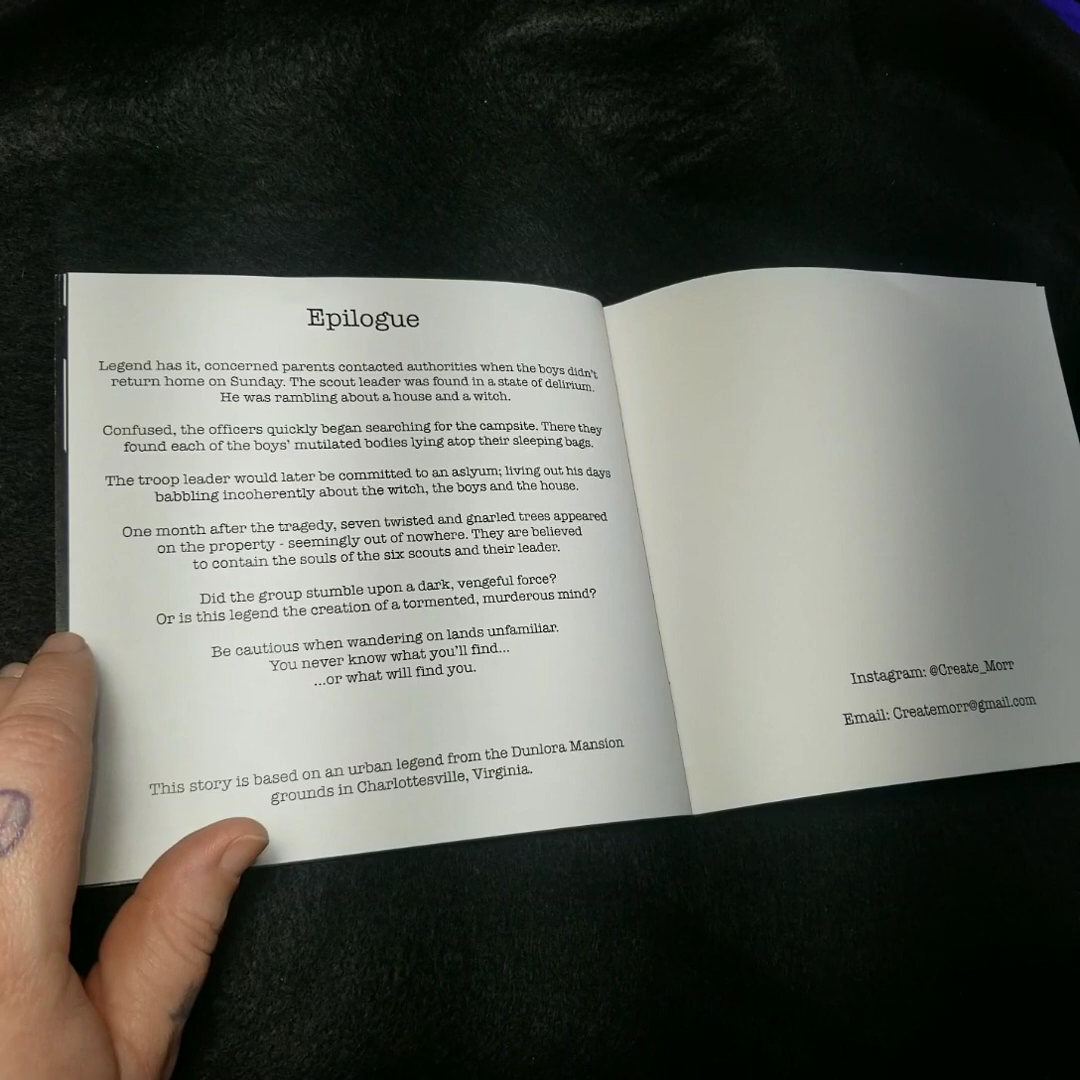 Epilogue
Legend has it, concerned parents contacted authorities when the boys didn't
return home on Sunday. The scout leader was found in a state of delirium.
He was rambling about a house and a witch.
Confused, the officers quickly began searching for the campsite. There they
found each of the boys' mutilated bodies lying atop their sleeping bags.
The troop leader would later be committed to an aslyum; living out his days
babbling incoherently about the witch, the boys and the house.
One month after the tragedy, seven twisted and gnarled trees appeared
on the property - seemingly out of nowhere. They are believed
to contain the souls of the six scouts and their leader.
Did the group stumble upon a dark, vengeful force?
Or is this legend the creation of a tormented, murderous mind?
Be cautious when wandering on lands unfamiliar.
You never know what you'll find...
...or what will find you.
This story is based on an urban legend from the Dunlora Mansion
grounds in Charlottesville, Virginia.
Instagram: @Create_Morr
Email: Createmorr@gmail.com